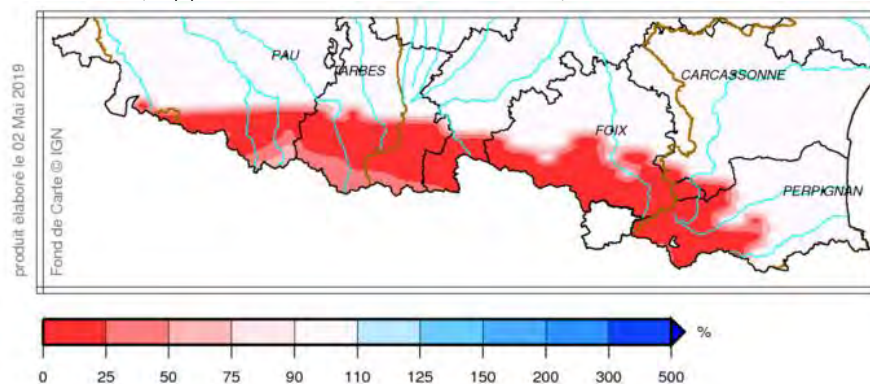 produit élaboré le 02 Mai 2019
Fond de Carte © IGN
PAU
TARBES
CARCASSONNE
FOIX
PERPIGNAN
%
0 25 50 75 90 110 125 150 200 300 500